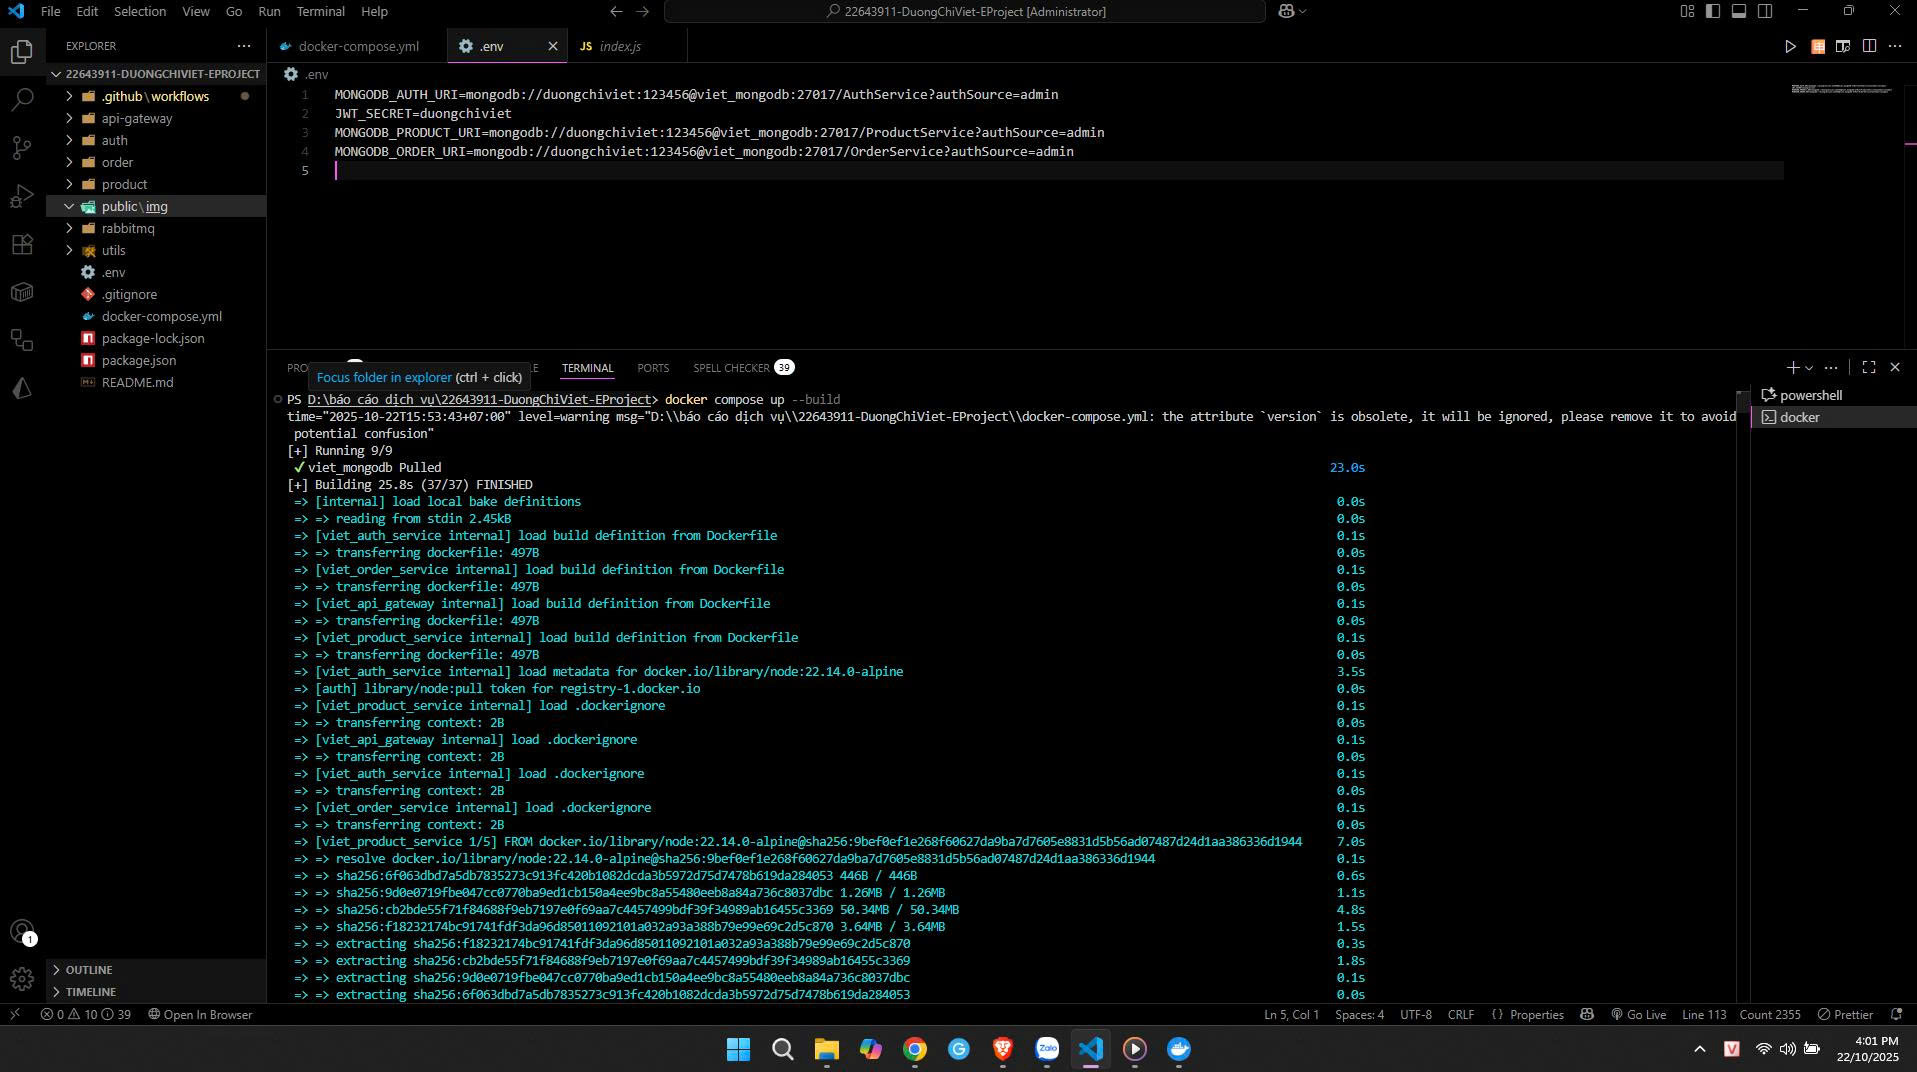 File Edit Selection View Go Run Terminal Help
22643911-DuongChiViet-EProject [Administrator]
EXPLORER
docker-compose.yml
.env
JS index.js
22643911-DUONGCHIVIET-EPROJECT
.github\workflows
api-gateway
auth
order
product
public\img
rabbitmq
utils
.env
.gitignore
docker-compose.yml
package-lock.json
package.json
README.md
OUTLINE
TIMELINE
.env
1 MONGODB_AUTH_URI=mongodb://duongchiviet:123456@viet_mongodb:27017/AuthService?authSource=admin
2 JWT_SECRET=duongchiviet
3 MONGODB_PRODUCT_URI=mongodb://duongchiviet:123456@viet_mongodb:27017/ProductService?authSource=admin
4 MONGODB_ORDER_URI=mongodb://duongchiviet:123456@viet_mongodb:27017/OrderService?authSource=admin
5
PRO
E
TERMINAL
PORTS
SPELL CHECKER 39
Focus folder in explorer (ctrl + click)
powershell
docker
PS D:\báo cáo dịch vụ\22643911-DuongChiViet-EProject> docker compose up --build
time="2025-10-22T15:53:43+07:00" level=warning msg="D:\\báo cáo dịch vụ\\22643911-DuongChiViet-EProject\\docker-compose.yml: the attribute `version` is obsolete, it will be ignored, please remove it to avoid
potential confusion"
[+] Running 9/9
✓ viet_mongodb Pulled 23.0s
[+] Building 25.8s (37/37) FINISHED
=> [internal] load local bake definitions 0.0s
=> => reading from stdin 2.45kB 0.0s
=> [viet_auth_service internal] load build definition from Dockerfile 0.1s
=> => transferring dockerfile: 497B 0.0s
=> [viet_order_service internal] load build definition from Dockerfile 0.1s
=> => transferring dockerfile: 497B 0.0s
=> [viet_api_gateway internal] load build definition from Dockerfile 0.1s
=> => transferring dockerfile: 497B 0.0s
=> [viet_product_service internal] load build definition from Dockerfile 0.1s
=> => transferring dockerfile: 497B 0.0s
=> [viet_auth_service internal] load metadata for docker.io/library/node:22.14.0-alpine 3.5s
=> [auth] library/node:pull token for registry-1.docker.io 0.0s
=> [viet_product_service internal] load .dockerignore 0.1s
=> => transferring context: 2B 0.0s
=> [viet_api_gateway internal] load .dockerignore 0.1s
=> => transferring context: 2B 0.0s
=> [viet_auth_service internal] load .dockerignore 0.1s
=> => transferring context: 2B 0.0s
=> [viet_order_service internal] load .dockerignore 0.1s
=> => transferring context: 2B 0.0s
=> [viet_product_service 1/5] FROM docker.io/library/node:22.14.0-alpine@sha256:9bef0ef1e268f60627da9ba7d7605e8831d5b56ad07487d24d1aa386336d1944 7.0s
=> => resolve docker.io/library/node:22.14.0-alpine@sha256:9bef0ef1e268f60627da9ba7d7605e8831d5b56ad07487d24d1aa386336d1944 0.1s
=> => sha256:6f063dbd7a5db7835273c913fc420b1082dcda3b5972d75d7478b619da284053 446B / 446B 0.6s
=> => sha256:9d0e0719fbe047cc0770ba9ed1cb150a4ee9bc8a55480eeb8a84a736c8037dbc 1.26MB / 1.26MB 1.1s
=> => sha256:cb2bde55f71f84688f9eb7197e0f69aa7c4457499bdf39f34989ab16455c3369 50.34MB / 50.34MB 4.8s
=> => sha256:f18232174bc91741fdf3da96d85011092101a032a93a388b79e99e69c2d5c870 3.64MB / 3.64MB 1.5s
=> => extracting sha256:f18232174bc91741fdf3da96d85011092101a032a93a388b79e99e69c2d5c870 0.3s
=> => extracting sha256:cb2bde55f71f84688f9eb7197e0f69aa7c4457499bdf39f34989ab16455c3369 1.8s
=> => extracting sha256:9d0e0719fbe047cc0770ba9ed1cb150a4ee9bc8a55480eeb8a84a736c8037dbc 0.1s
=> => extracting sha256:6f063dbd7a5db7835273c913fc420b1082dcda3b5972d75d7478b619da284053 0.0s
1
0 10 39 Open In Browser
Ln 5, Col 1 Spaces: 4 UTF-8 CRLF {} Properties Go Live Line 113 Count 2355 Prettier
Zalo
V
4:01 PM
22/10/2025